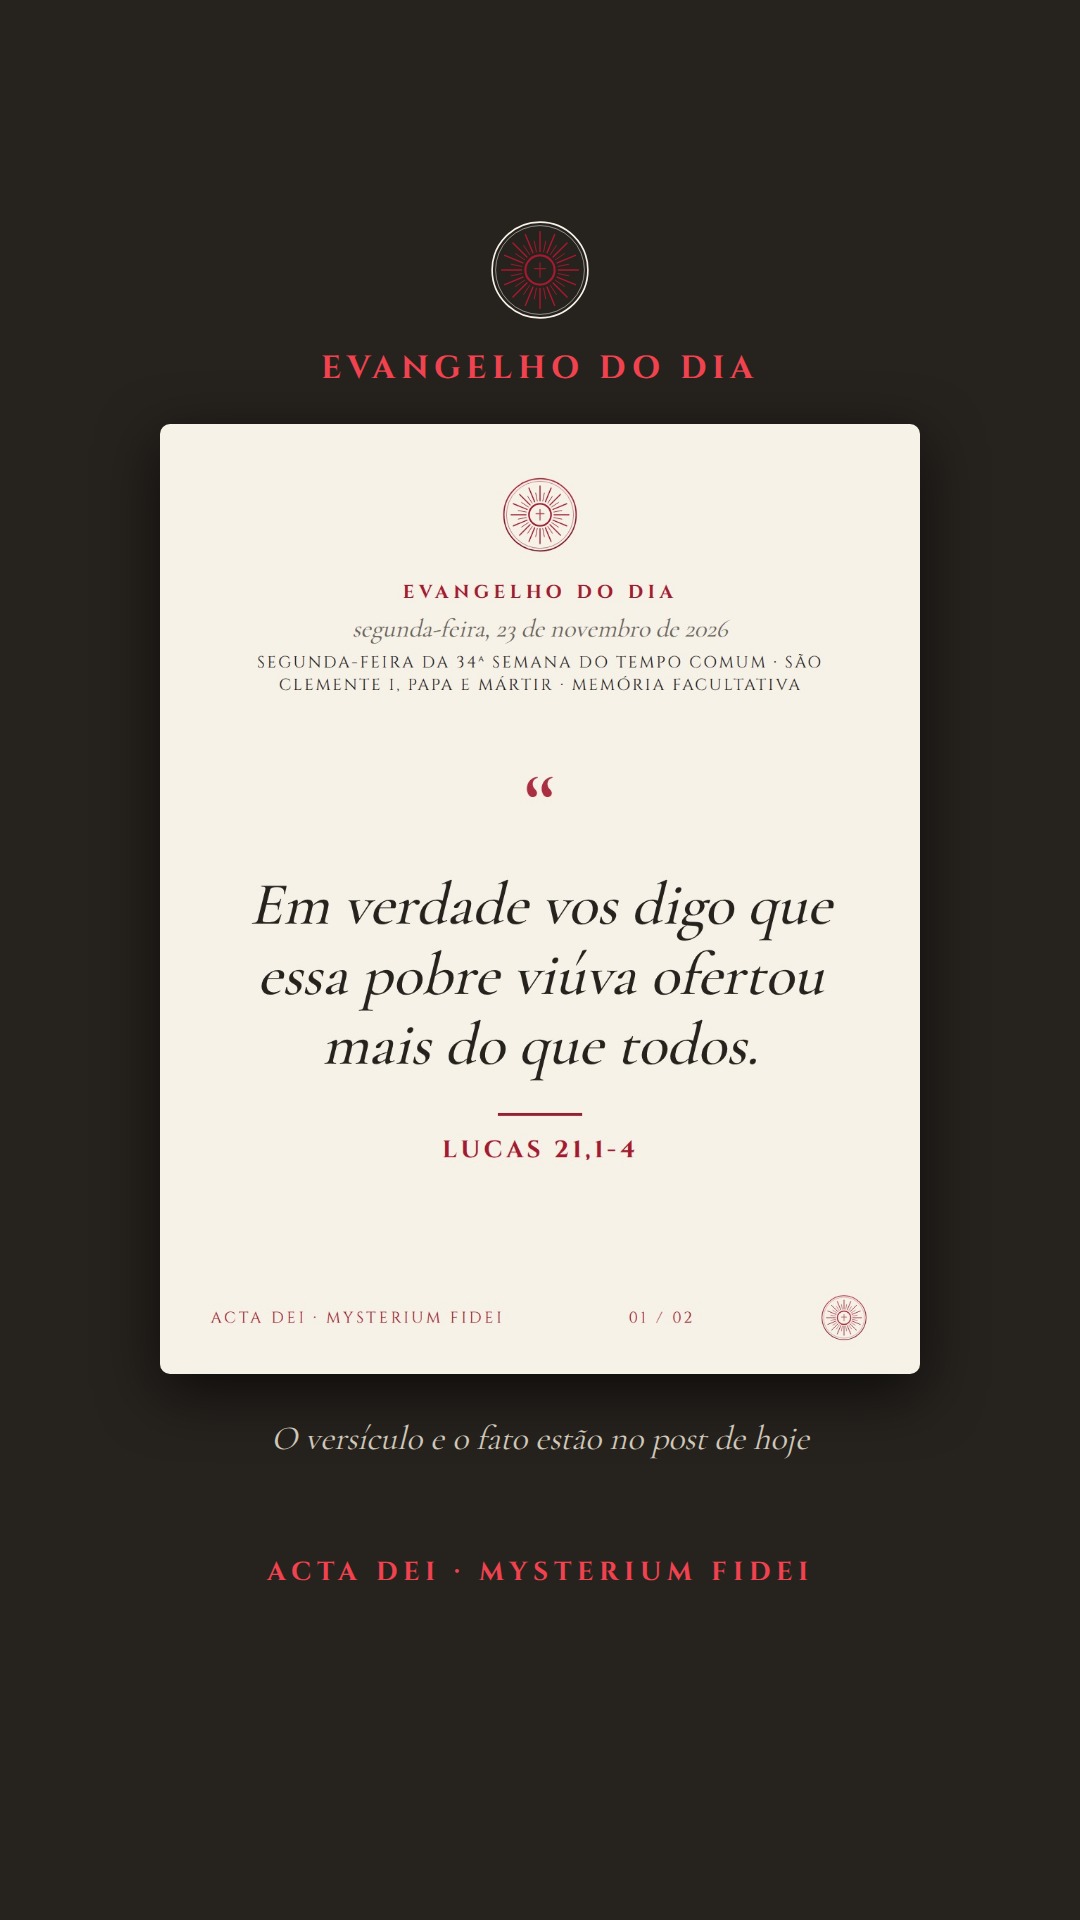 EVANGELHO DO DIA
EVANGELHO DO DIA
segunda-feira, 23 de novembro de 2026
SEGUNDA-FEIRA DA 34ª SEMANA DO TEMPO COMUM · SÃO
CLEMENTE I, PAPA E MÁRTIR · MEMÓRIA FACULTATIVA
“
Em verdade vos digo que
essa pobre viúva ofertou
mais do que todos.
LUCAS 21,1-4
ACTA DEI · MYSTERIUM FIDEI 01 / 02
O versículo e o fato estão no post de hoje
ACTA DEI · MYSTERIUM FIDEI